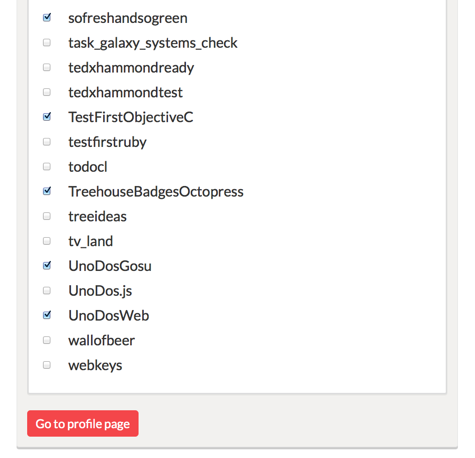 sofreshandsogreen
task_galaxy_systems_check
tedxhammondready
tedxhammondtest
TestFirstObjectiveC
testfirstruby
todocl
TreehouseBadgesOctopress
treeideas
tv_land
UnoDosGosu
UnoDos.js
UnoDosWeb
wallofbeer
webkeys
Go to profile page